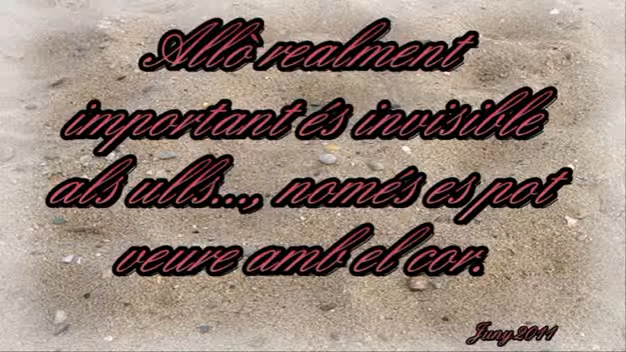 Allò realment
important és invisible
als ulls..., només es pot
veure amb el cor.
Juny2011